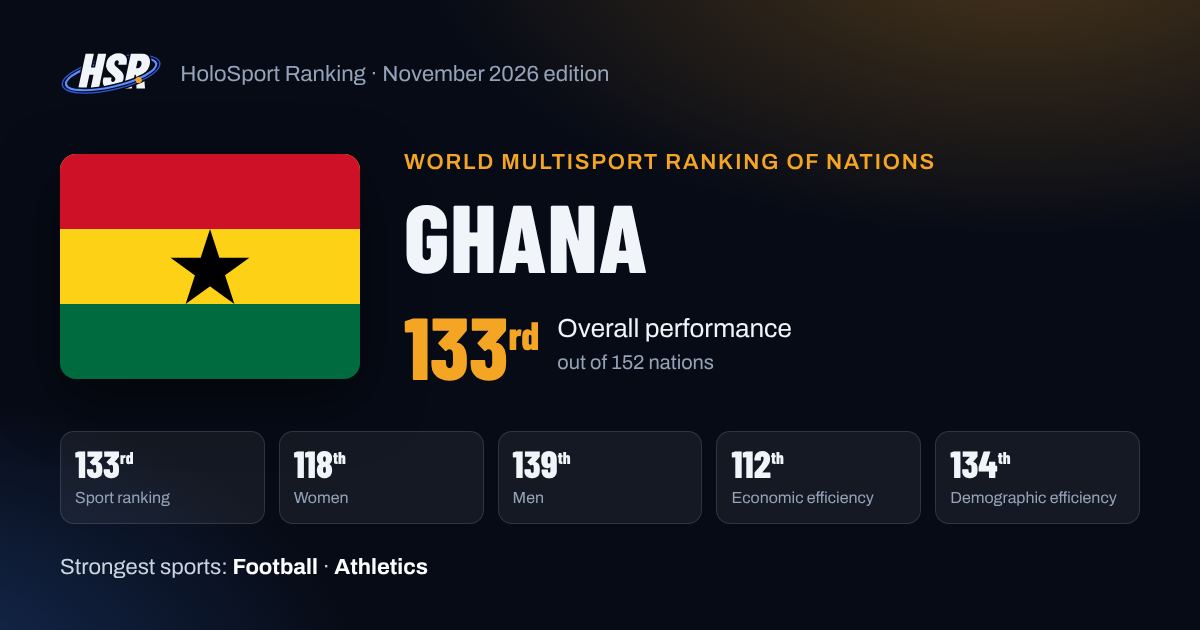 HSR
HoloSport Ranking · November 2026 edition
WORLD MULTISPORT RANKING OF NATIONS
GHANA
133rd
Overall performance
out of 152 nations
133rd
Sport ranking
118th
Women
139th
Men
112th
Economic efficiency
134th
Demographic efficiency
Strongest sports: Football · Athletics